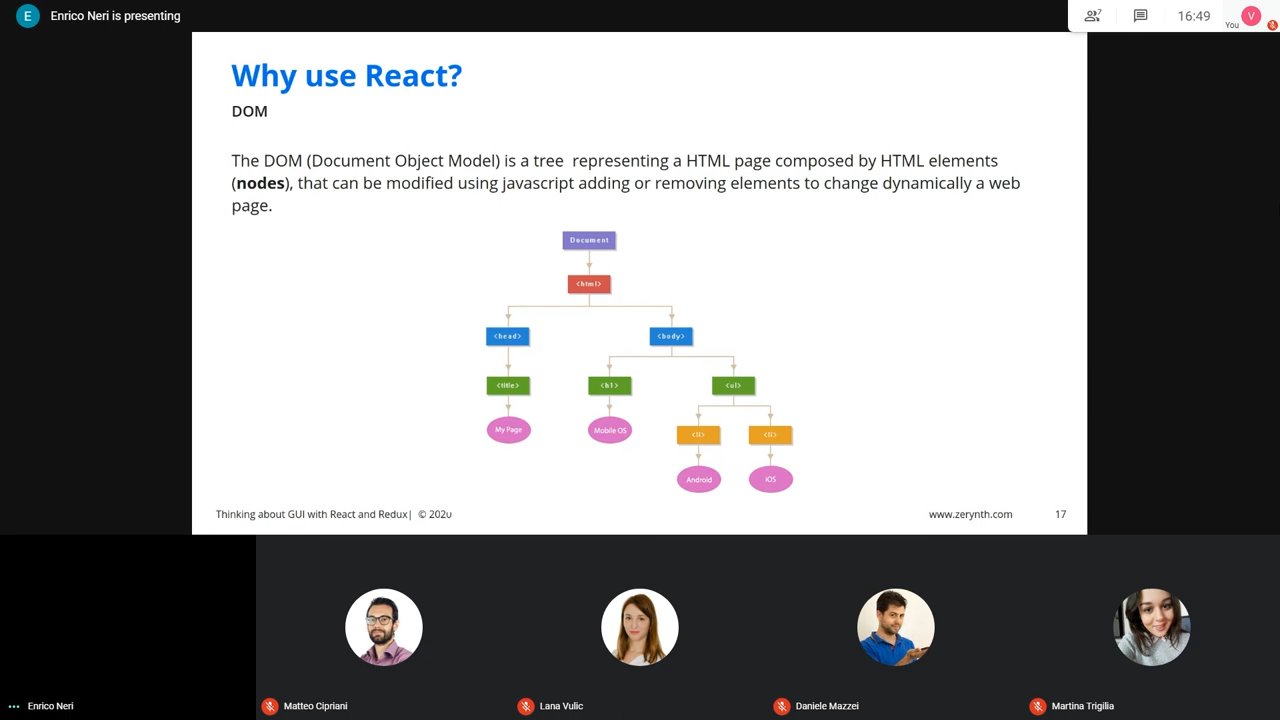 E Enrico Neri is presenting
7
16:49
You
V
Why use React?
DOM
The DOM (Document Object Model) is a tree representing a HTML page composed by HTML elements
(nodes), that can be modified using javascript adding or removing elements to change dynamically a web
page.
Document
<html>
<head> <body>
<title> <h1> <ul>
My Page Mobile OS <li> <li>
Android iOS
Thinking about GUI with React and Redux| © 2020 www.zerynth.com 17
Enrico Neri Matteo Cipriani Lana Vulic Daniele Mazzei Martina Trigilia